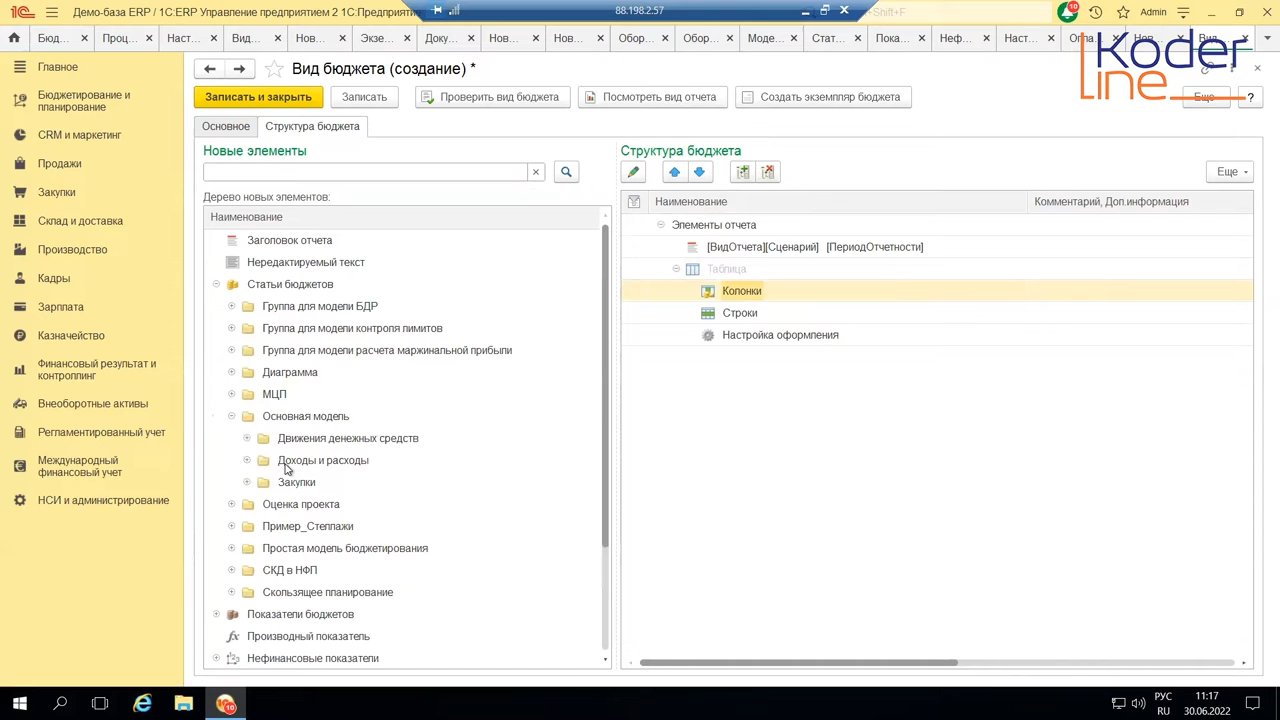 Демо-база ERP / 1С:ERP Управление предприятием 2 1С:Предприяти
88.198.2.57
+Shift+F
Admin
10
Бюд...
Проц...
Наст...
Вид...
Нов...
Экзе...
Доку...
Нов...
Нов...
Обор...
Обор...
Моде...
Стат...
Пока...
Неф...
Наст...
Koder
line
Главное
Бюджетирование и
планирование
CRM и маркетинг
Продажи
Закупки
Склад и доставка
Производство
Кадры
Зарплата
Казначейство
Финансовый результат и
контроллинг
Внеоборотные активы
Регламентированный учет
Международный
финансовый учет
НСИ и администрирование
Вид бюджета (создание) *
Записать и закрыть
Записать
Проверить вид бюджета
Посмотреть вид отчета
Создать экземпляр бюджета
Еще
?
Основное
Структура бюджета
Новые элементы
Дерево новых элементов:
Наименование
Заголовок отчета
Нередактируемый текст
Статьи бюджетов
Группа для модели БДР
Группа для модели контроля лимитов
Группа для модели расчета маржинальной прибыли
Диаграмма
МЦП
Основная модель
Движения денежных средств
Доходы и расходы
Закупки
Оценка проекта
Пример_Стеллажи
Простая модель бюджетирования
СКД в НФП
Скользящее планирование
Показатели бюджетов
fx Производный показатель
Нефинансовые показатели
Структура бюджета
Еще
Наименование
Комментарий, Доп.информация
Элементы отчета
[ВидОтчета][Сценарий] [ПериодОтчетности]
Таблица
Колонки
Строки
Настройка оформления
РУС
RU
11:17
30.06.2022